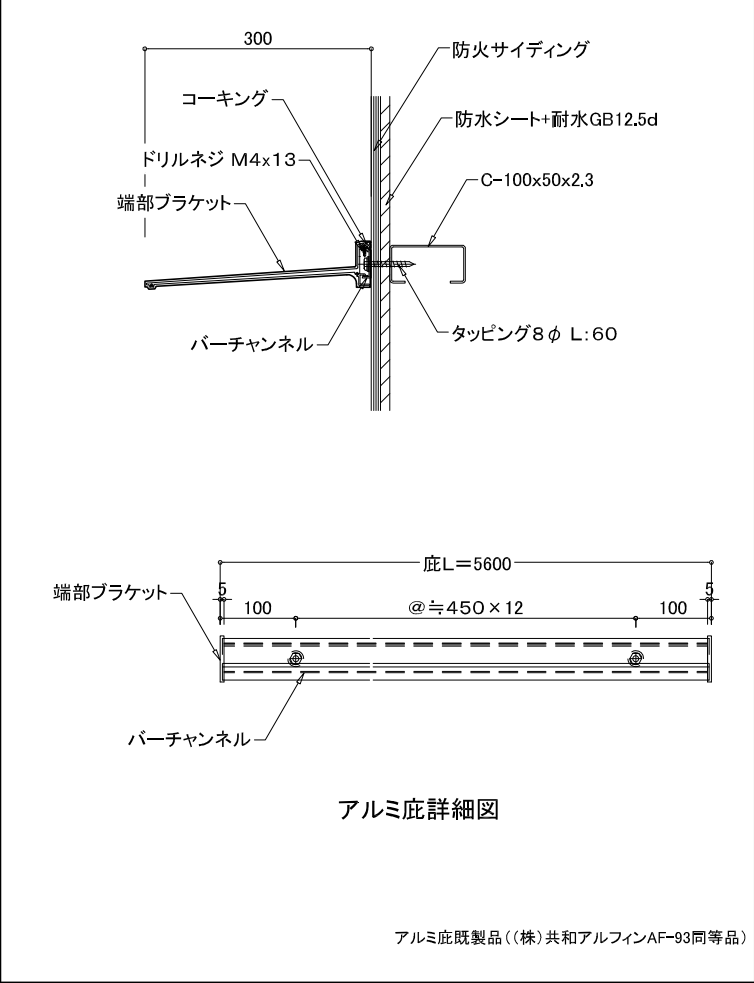 300
防火サイディング
コーキング
防水シート+耐水GB12.5d
ドリルネジ M4x13
C-100x50x2.3
端部ブラケット
バーチャンネル
タッピング8φ L:60
庇L=5600
端部ブラケット
5
5
100
@≒450×12
100
バーチャンネル
アルミ庇詳細図
アルミ庇既製品((株)共和アルフィンAF-93同等品)